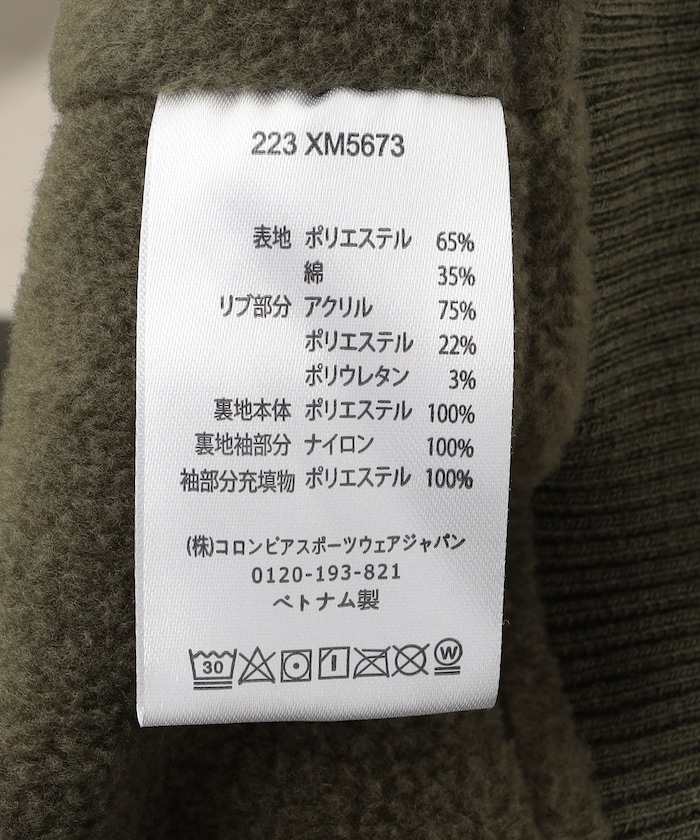 223 XM5673
表地 ポリエステル 65%
綿 35%
リブ部分 アクリル 75%
ポリエステル 22%
ポリウレタン 3%
裏地本体 ポリエステル 100%
裏地袖部分 ナイロン 100%
袖部分充填物 ポリエステル 100%
(株)コロンビアスポーツウェアジャパン
0120-193-821
ベトナム製
30 W